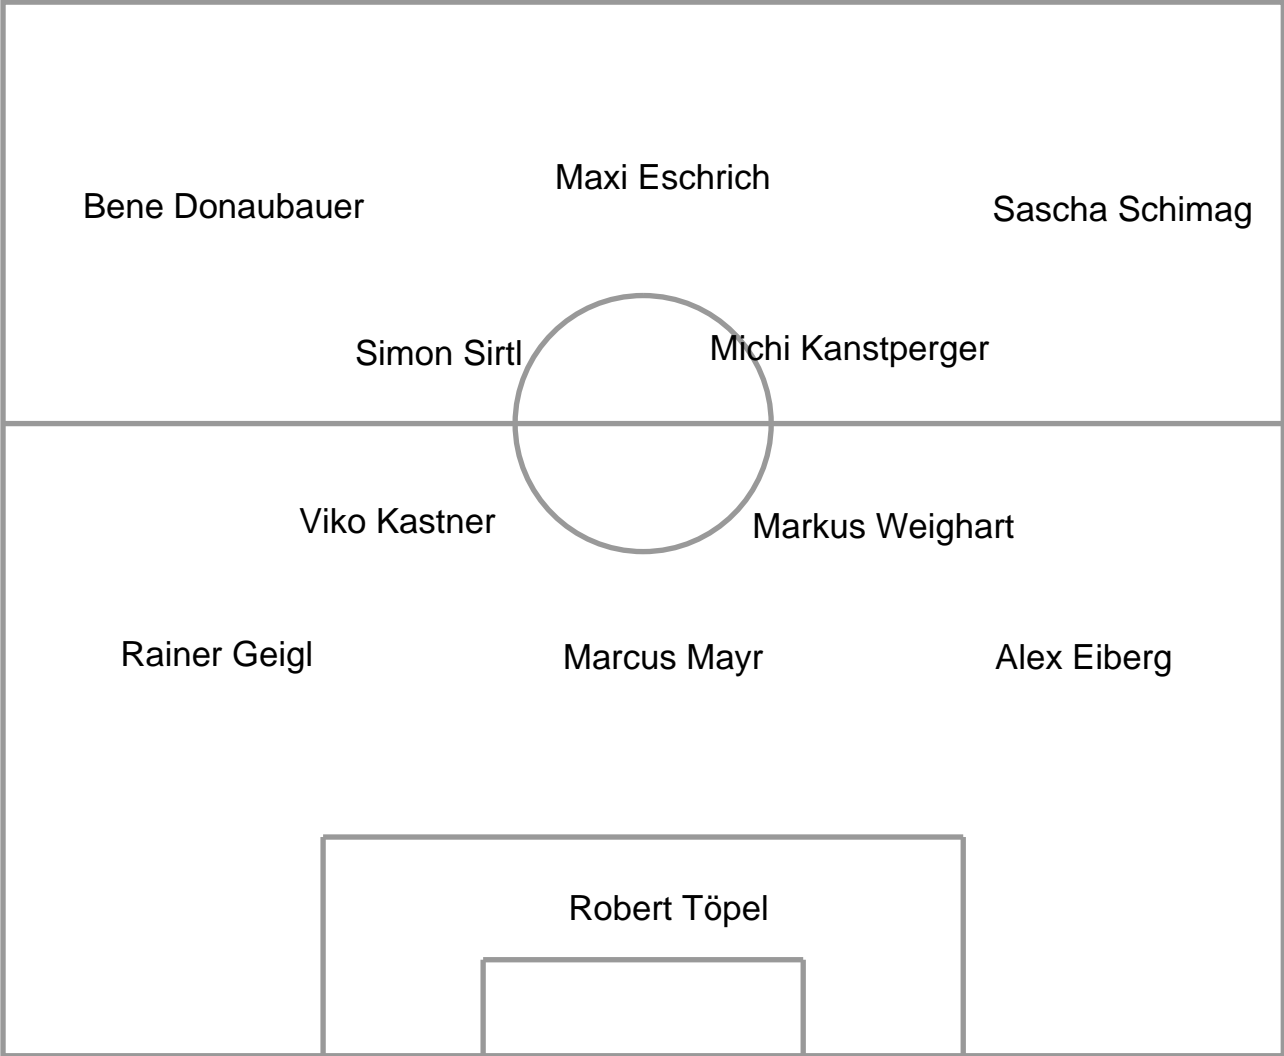 Maxi Eschrich
Bene Donaubauer
Sascha Schimag
Simon Sirtl
Michi Kanstperger
Viko Kastner
Markus Weighart
Rainer Geigl
Marcus Mayr
Alex Eiberg
Robert Töpel